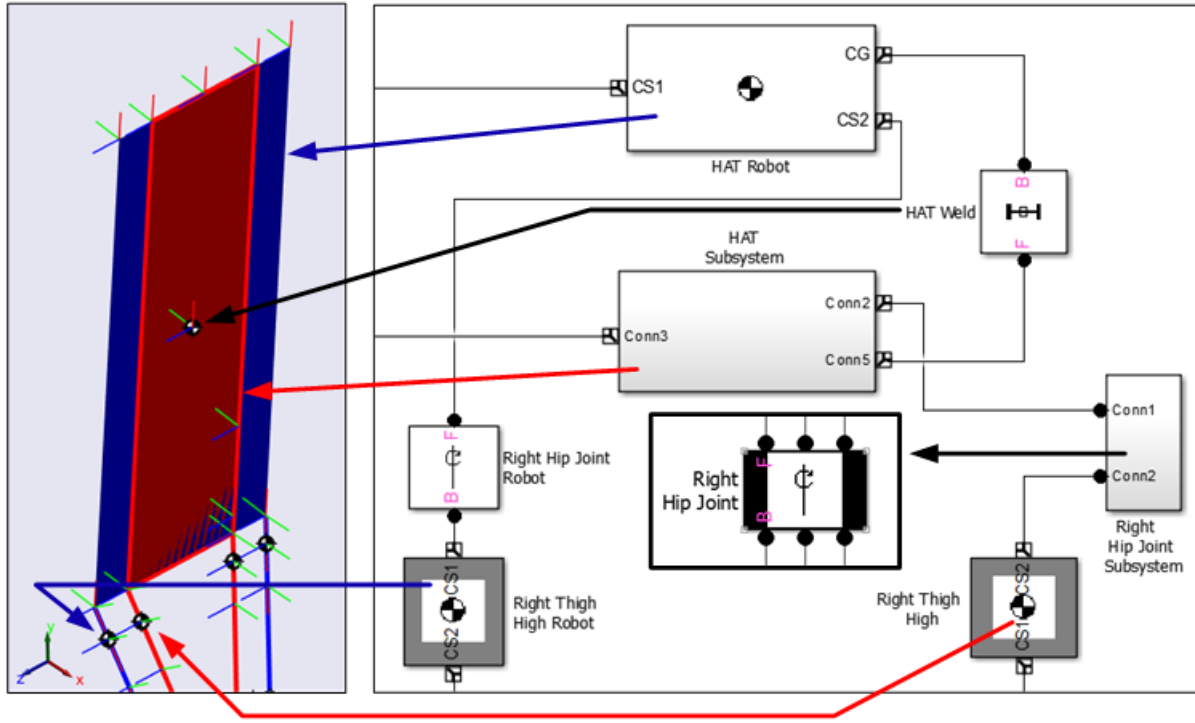 y
z
x
CG
CS1
CS2
HAT Robot
B
HAT Weld
F
HAT
Subsystem
Conn2
Conn3
Conn5
Conn1
Conn2
Right
Hip Joint
Subsystem
F
Right Hip Joint
Robot
B
F
Right
Hip Joint
B
CS1
CS2
Right Thigh
High Robot
Right Thigh
High
CS2
CS1